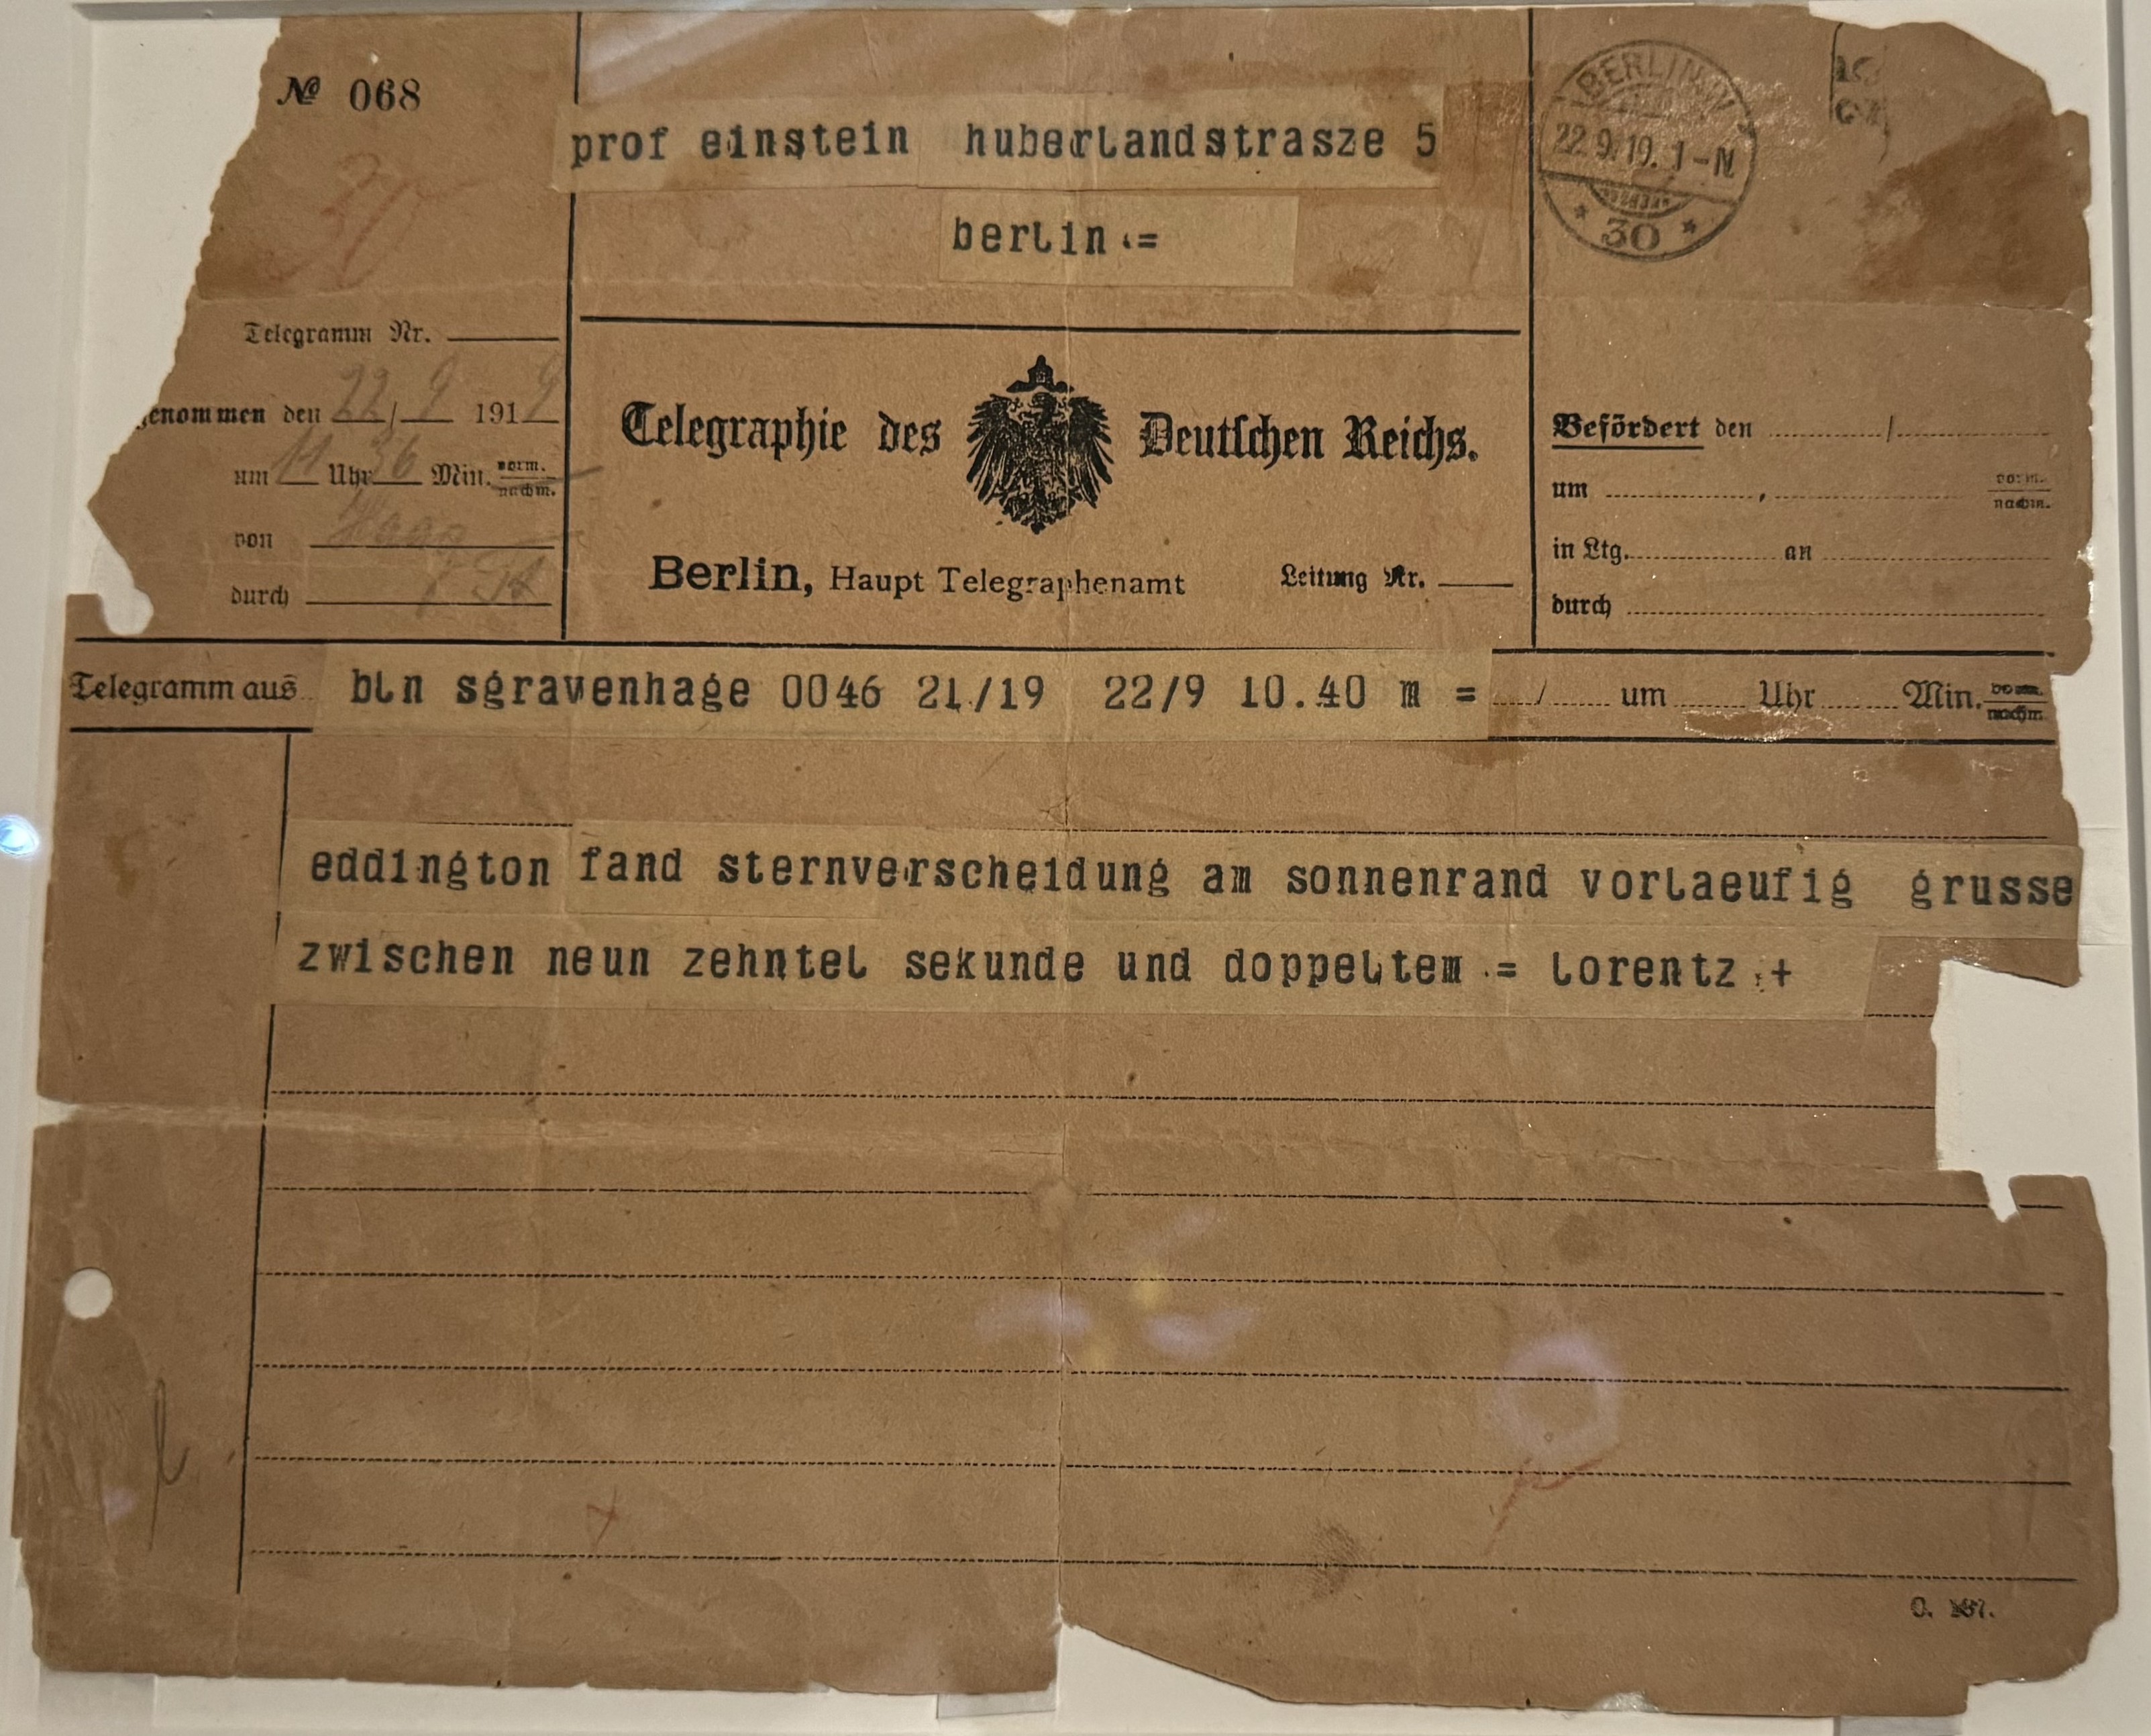 № 068
prof einstein huberlandstrasze 5
berlin =
BERLIN W
22.9.19. 1-N
* 30 *
Telegramm Nr.
genommen den 22/9 1919
um 11 Uhr 36 Min. vorm. nachm.
von Haag
durch
Telegraphie des Deutschen Reichs.
Berlin, Haupt Telegraphenamt Leitung Nr.
Befördert den /
um , vorm. nachm.
in Ltg. an
durch
Telegramm aus bln sgravenhage 0046 21/19 22/9 10.40 m = / um Uhr Min. vorm. nachm.
eddington fand sternverscheidung am sonnenrand vorlaeufig grusse
zwischen neun zehntel sekunde und doppeltem = lorentz +